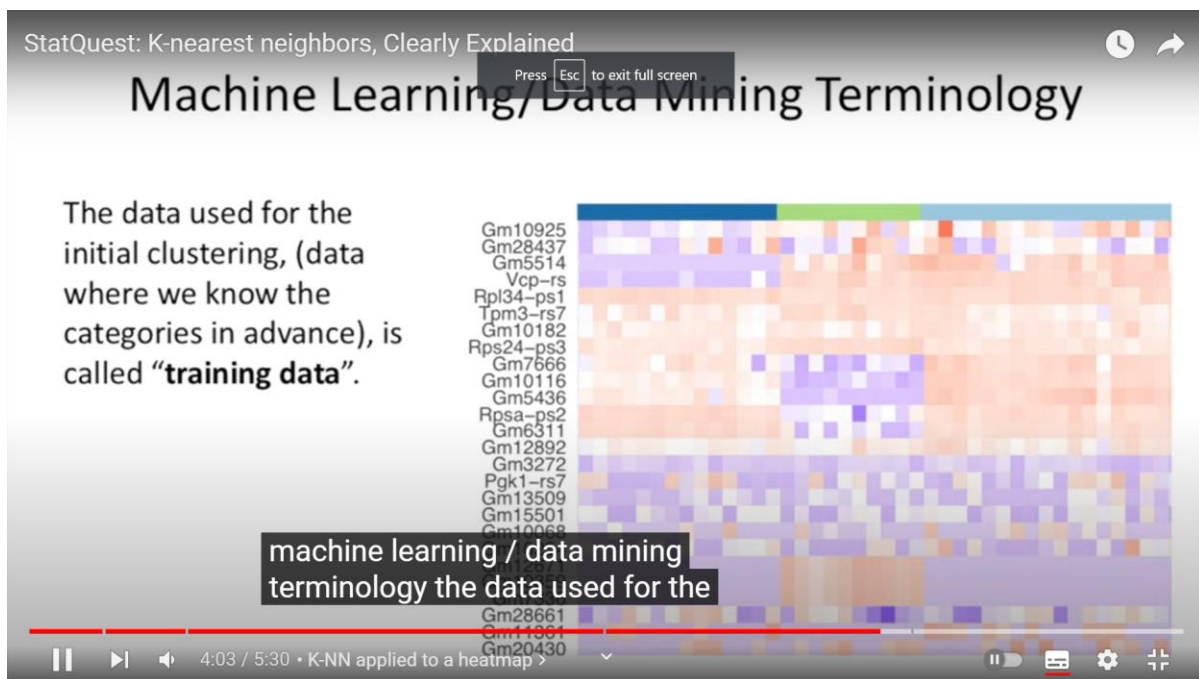 StatQuest: K-nearest neighbors, Clearly Explained
Press Esc to exit full screen
Machine Learning/Data Mining Terminology
The data used for the
initial clustering, (data
where we know the
categories in advance), is
called “training data”.
Gm10925
Gm28437
Gm5514
Vcp−rs
Rpl34−ps1
Tpm3−rs7
Gm10182
Rps24−ps3
Gm7666
Gm10116
Gm5436
Rpsa−ps2
Gm6311
Gm12892
Gm3272
Pgk1−rs7
Gm13509
Gm15501
Gm10068
machine learning / data mining
terminology the data used for the
Gm28661
Gm11361
Gm20430
4:03 / 5:30 • K-NN applied to a heatmap >